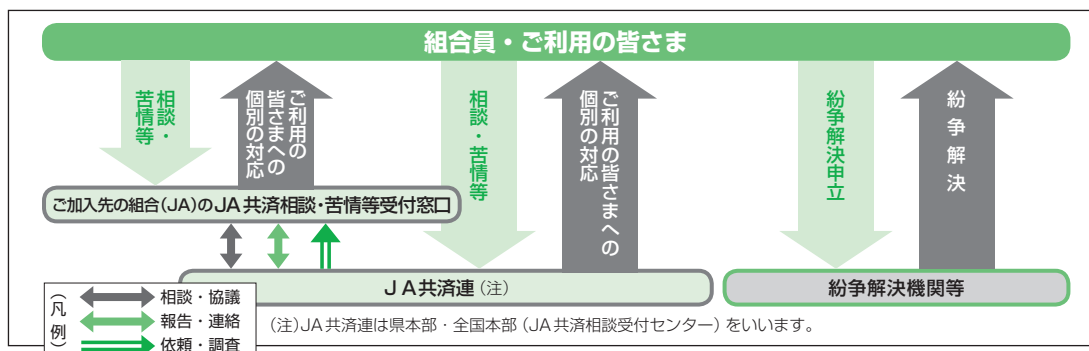 組合員・ご利用の皆さま
相談・
苦情等
ご利用の
皆さまへの
個別の対応
相談・苦情等
ご利用の皆さまへの
個別の対応
紛争解決申立
紛争解決
ご加入先の組合(JA)のJA共済相談・苦情等受付窓口
JA共済連(注)
紛争解決機関等
(凡例)
相談・協議
報告・連絡
依頼・調査
(注)JA共済連は県本部・全国本部(JA共済相談受付センター)をいいます。